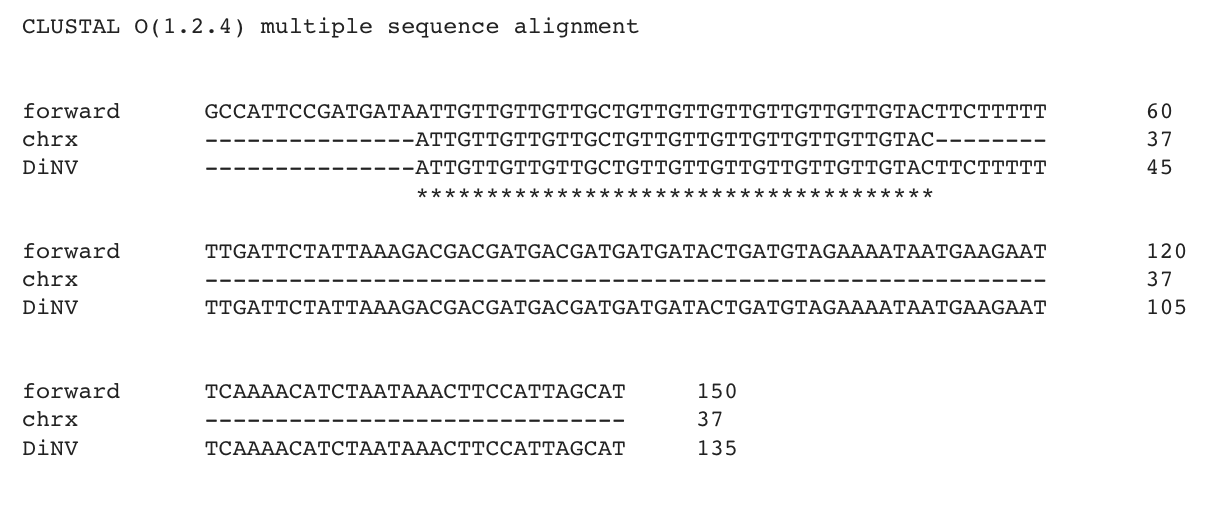 CLUSTAL O(1.2.4) multiple sequence alignment
forward GCCATTCCGATGATAATTGTTGTTGTTGCTGTTGTTGTTGTTGTTGTTGTACTTCTTTTT 60
chrx ---------------ATTGTTGTTGTTGCTGTTGTTGTTGTTGTTGTTGTAC-------- 37
DiNV ---------------ATTGTTGTTGTTGCTGTTGTTGTTGTTGTTGTTGTACTTCTTTTT 45
*************************************
forward TTGATTCTATTAAAGACGACGATGACGATGATGATACTGATGTAGAAAATAATGAAGAAT 120
chrx ------------------------------------------------------------ 37
DiNV TTGATTCTATTAAAGACGACGATGACGATGATGATACTGATGTAGAAAATAATGAAGAAT 105
forward TCAAAACATCTAATAAACTTCCATTAGCAT 150
chrx ------------------------------ 37
DiNV TCAAAACATCTAATAAACTTCCATTAGCAT 135